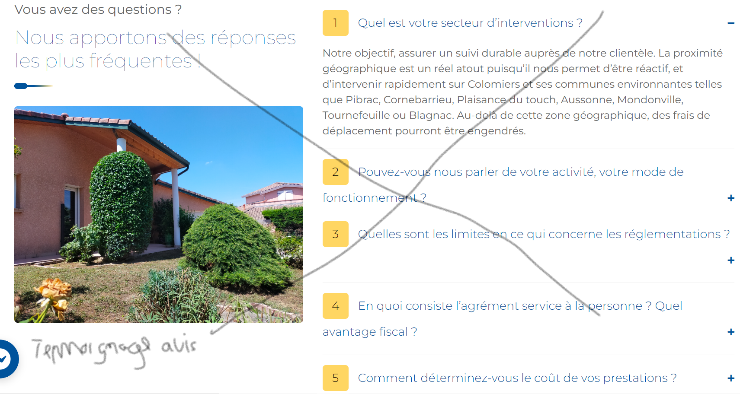 Vous avez des questions ?
Nous apportons des réponses
les plus fréquentes !
1 Quel est votre secteur d'interventions ? −
Notre objectif, assurer un suivi durable auprès de notre clientèle. La proximité
géographique est un réel atout puisqu'il nous permet d'être réactif, et
d'intervenir rapidement sur Colomiers et ses communes environnantes telles
que Pibrac, Cornebarrieu, Plaisance du touch, Aussonne, Mondonville,
Tournefeuille ou Blagnac. Au-delà de cette zone géographique, des frais de
déplacement pourront être engendrés.
2 Pouvez-vous nous parler de votre activité, votre mode de
fonctionnement ? +
3 Quelles sont les limites en ce qui concerne les réglementations ?
+
4 En quoi consiste l'agrément service à la personne ? Quel
avantage fiscal ? +
Temoignage avis
5 Comment déterminez-vous le coût de vos prestations ? +